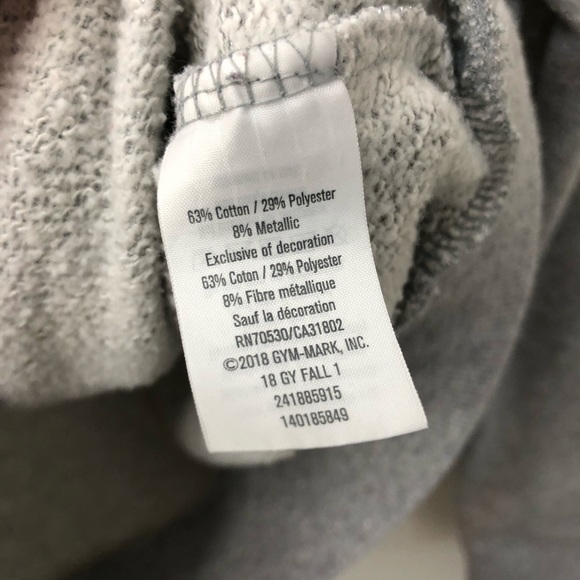 63% Cotton / 29% Polyester
8% Metallic
Exclusive of decoration
63% Coton / 29% Polyester
8% Fibre métallique
Sauf la décoration
RN70530/CA31802
©2018 GYM-MARK, INC.
18 GY FALL 1
241885915
140185849